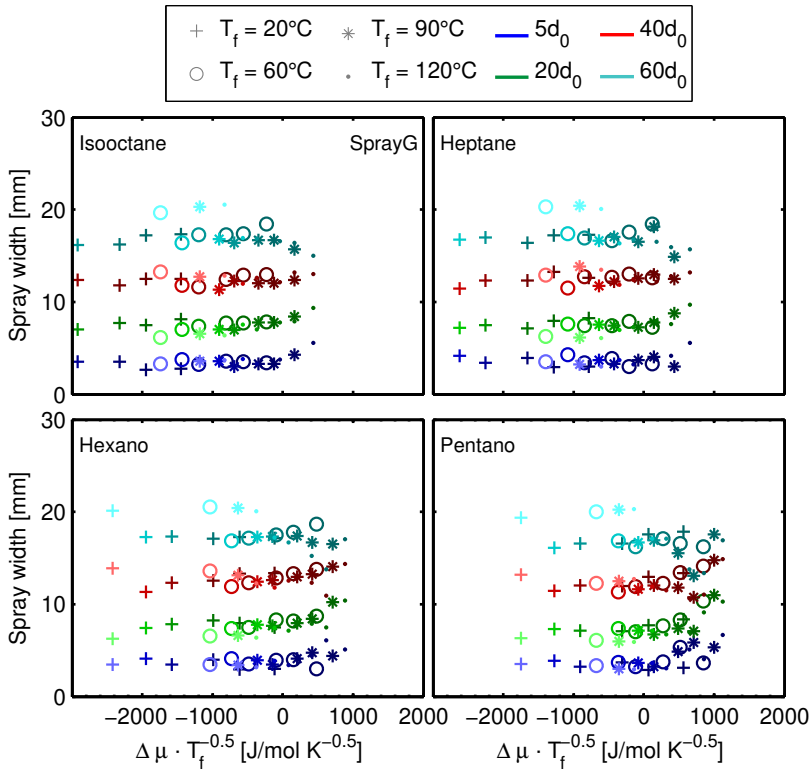 + T_f = 20°C * T_f = 90°C 5d_0 40d_0
○ T_f = 60°C · T_f = 120°C 20d_0 60d_0
Isooctane SprayG Heptane
30
20
10
0
Spray width [mm]
Hexano Pentano
30
20
10
0
Spray width [mm]
−2000 −1000 0 1000 2000 −2000 −1000 0 1000 2000
Δ μ · T_f^{−0.5} [J/mol K^{−0.5}] Δ μ · T_f^{−0.5} [J/mol K^{−0.5}]